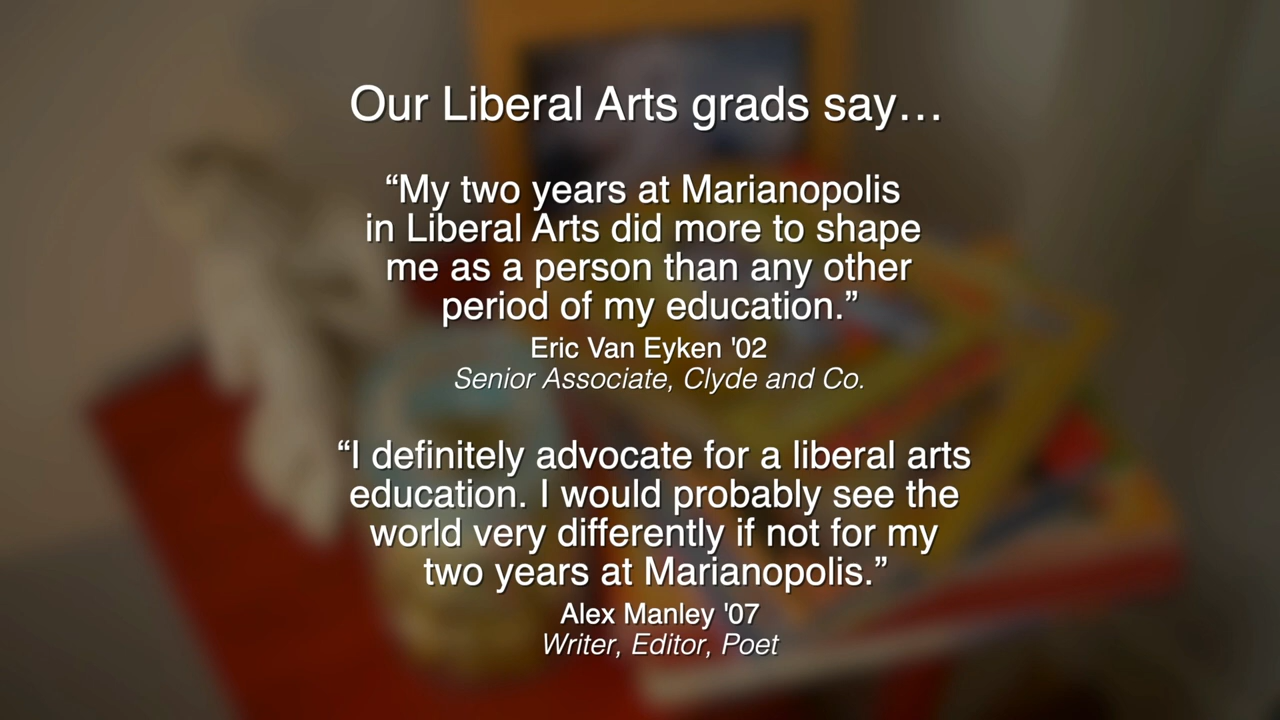 Our Liberal Arts grads say…
“My two years at Marianopolis
in Liberal Arts did more to shape
me as a person than any other
period of my education.”
Eric Van Eyken '02
Senior Associate, Clyde and Co.
“I definitely advocate for a liberal arts
education. I would probably see the
world very differently if not for my
two years at Marianopolis.”
Alex Manley '07
Writer, Editor, Poet